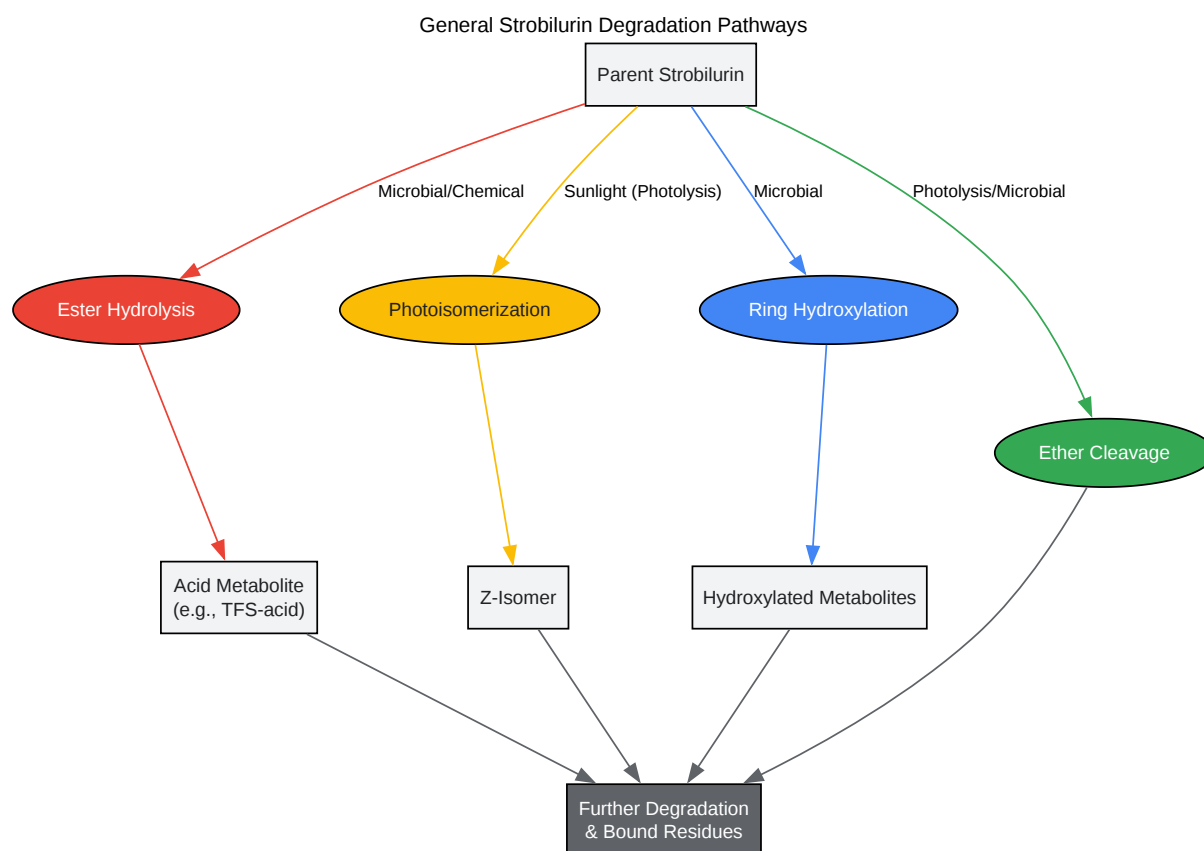 General Strobilurin Degradation Pathways
Parent Strobilurin
Microbial/Chemical
Sunlight (Photolysis)
Microbial
Photolysis/Microbial
Ester Hydrolysis
Photoisomerization
Ring Hydroxylation
Ether Cleavage
Acid Metabolite
(e.g., TFS-acid)
Z-Isomer
Hydroxylated Metabolites
Further Degradation
& Bound Residues